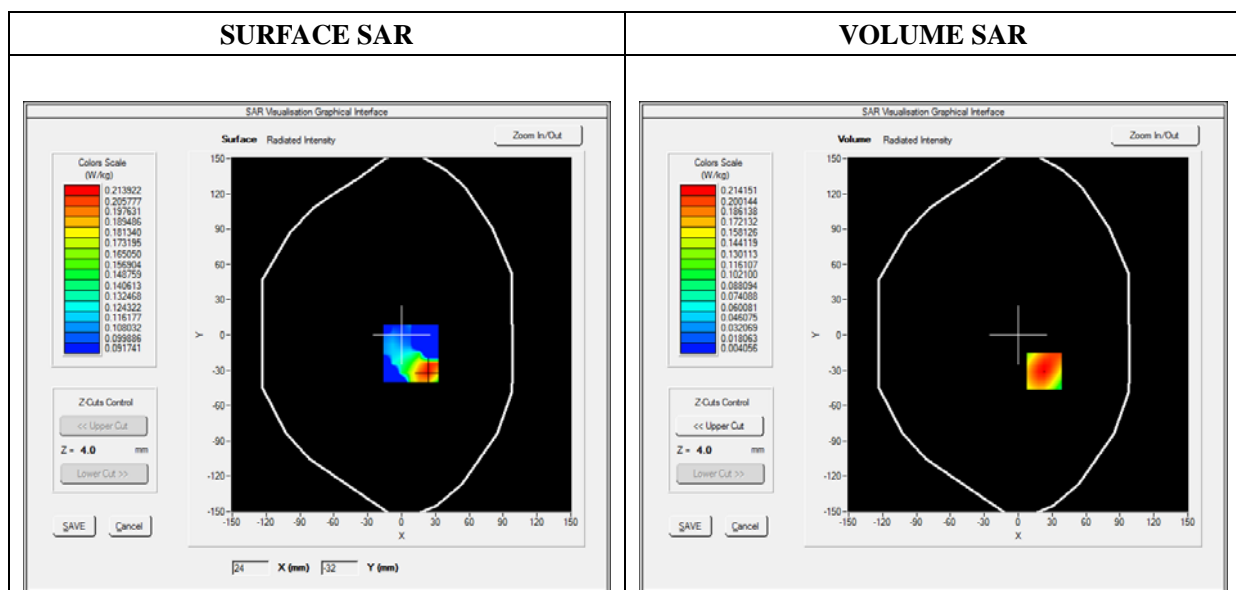 SURFACE SAR
SAR Visualisation Graphical Interface
Surface Radiated Intensity
Zoom In/Out
Colors Scale
(W/kg)
0.213922
0.205777
0.197631
0.189486
0.181340
0.173195
0.165050
0.156904
0.148759
0.140613
0.132468
0.124322
0.116177
0.108032
0.099886
0.091741
Z-Cuts Control
<< Upper Cut
Z = 4.0 mm
Lower Cut >>
SAVE Cancel
150
120
90
60
30
0
-30
-60
-90
-120
-150
Y
-150 -120 -90 -60 -30 0 30 60 90 120 150
X
24 X (mm) -32 Y (mm)
VOLUME SAR
SAR Visualisation Graphical Interface
Volume Radiated Intensity
Zoom In/Out
Colors Scale
(W/kg)
0.214151
0.200144
0.186138
0.172132
0.158126
0.144119
0.130113
0.116107
0.102100
0.088094
0.074088
0.060081
0.046075
0.032069
0.018063
0.004056
Z-Cuts Control
<< Upper Cut
Z = 4.0 mm
Lower Cut >>
SAVE Cancel
150
120
90
60
30
0
-30
-60
-90
-120
-150
Y
-150 -120 -90 -60 -30 0 30 60 90 120 150
X